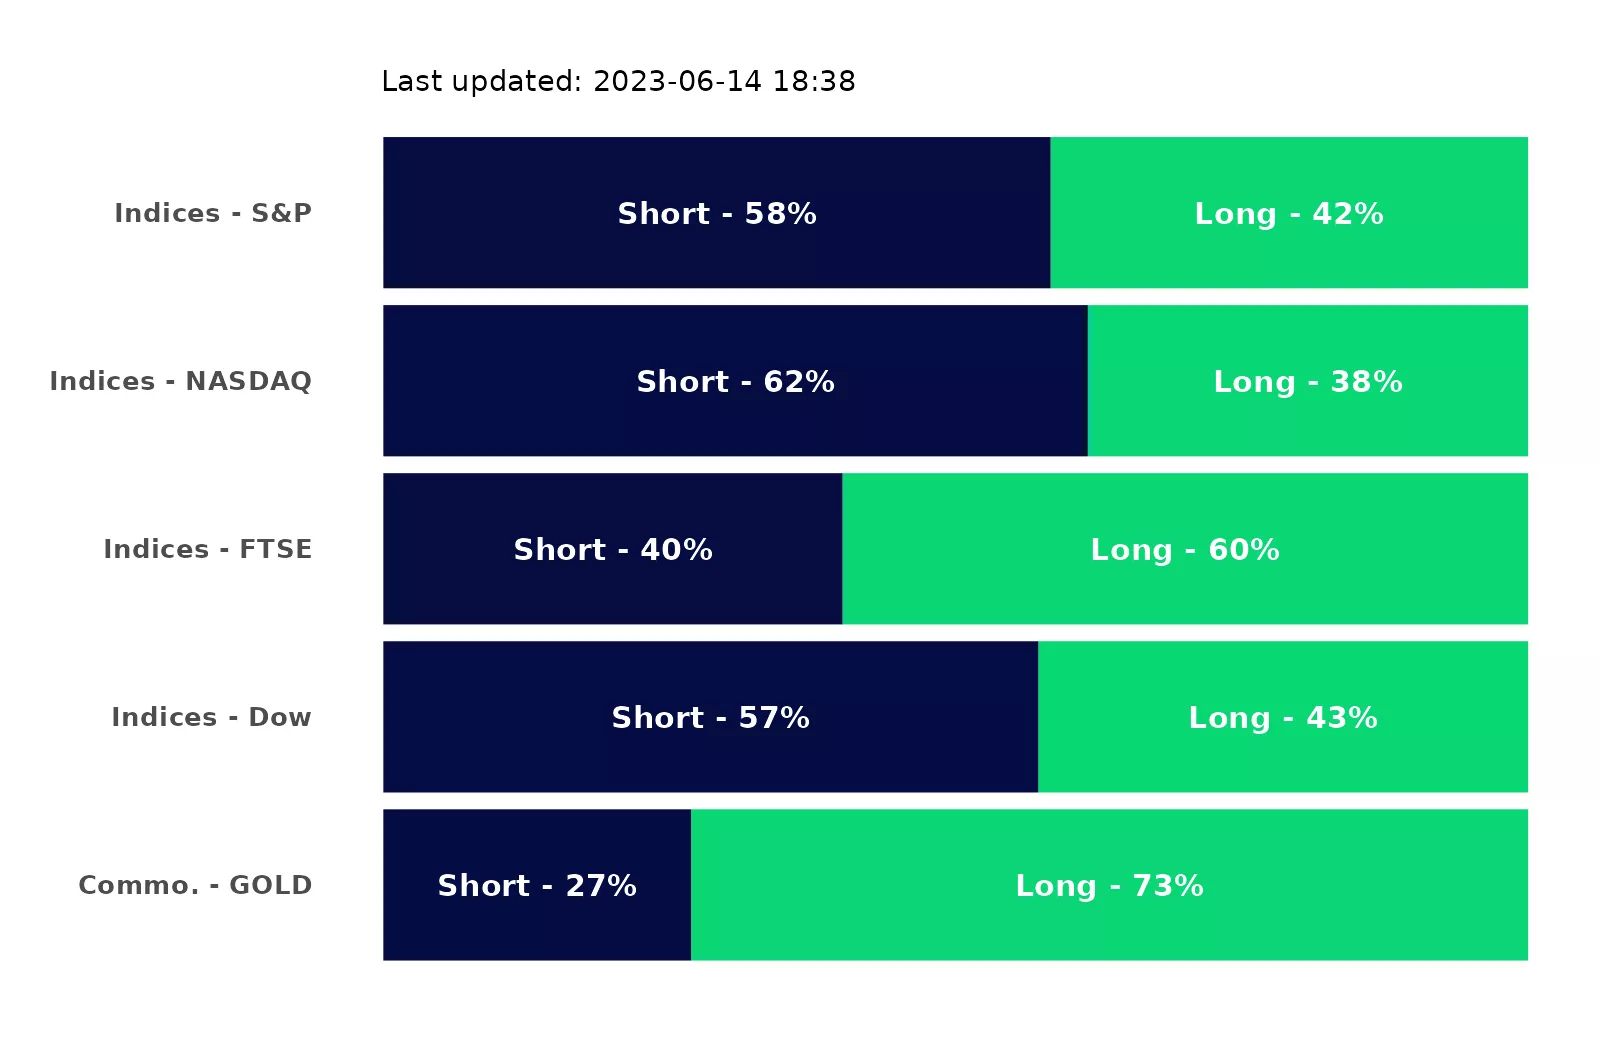 Last updated: 2023-06-14 18:38
Indices - S&P Short - 58% Long - 42%
Indices - NASDAQ Short - 62% Long - 38%
Indices - FTSE Short - 40% Long - 60%
Indices - Dow Short - 57% Long - 43%
Commo. - GOLD Short - 27% Long - 73%